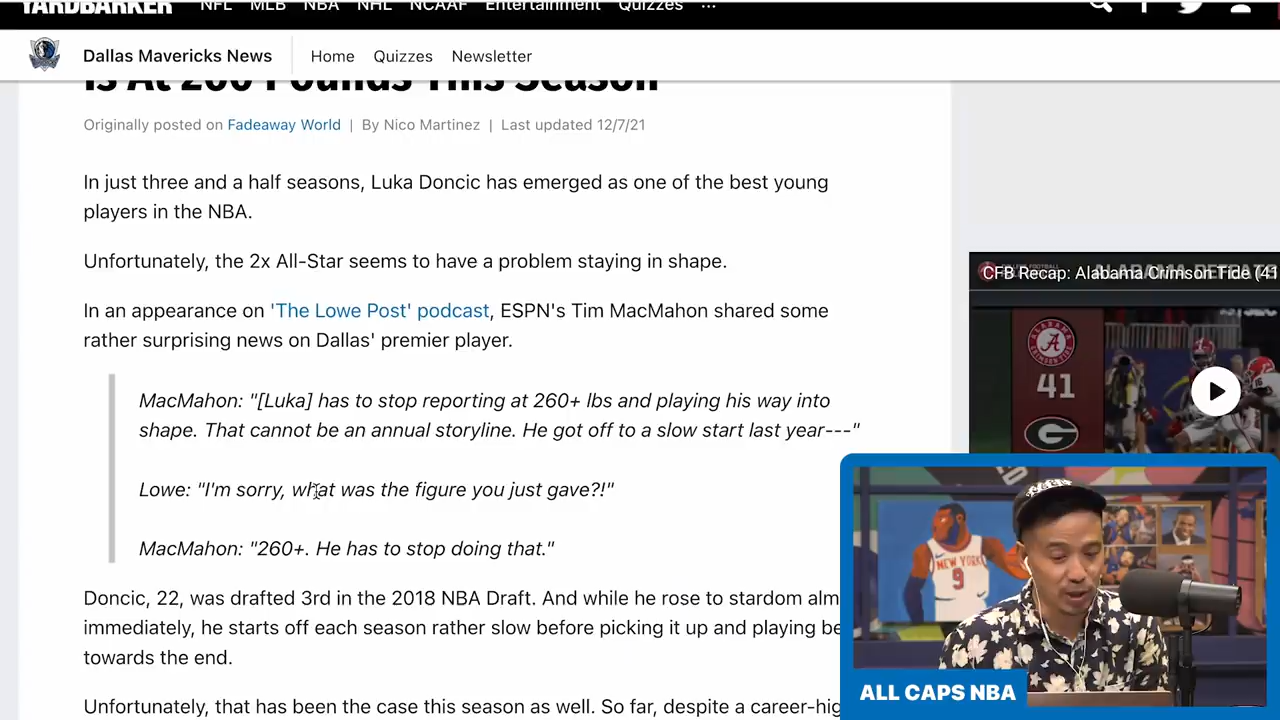 YARDBARKER NFL MLB NBA NHL NCAAF Entertainment Quizzes ...
Dallas Mavericks News Home Quizzes Newsletter
Is At 260 Pounds This Season
Originally posted on Fadeaway World | By Nico Martinez | Last updated 12/7/21
In just three and a half seasons, Luka Doncic has emerged as one of the best young
players in the NBA.
Unfortunately, the 2x All-Star seems to have a problem staying in shape.
In an appearance on 'The Lowe Post' podcast, ESPN's Tim MacMahon shared some
rather surprising news on Dallas' premier player.
MacMahon: "[Luka] has to stop reporting at 260+ lbs and playing his way into
shape. That cannot be an annual storyline. He got off to a slow start last year---"
Lowe: "I'm sorry, what was the figure you just gave?!"
MacMahon: "260+. He has to stop doing that."
Doncic, 22, was drafted 3rd in the 2018 NBA Draft. And while he rose to stardom alm
immediately, he starts off each season rather slow before picking it up and playing be
towards the end.
Unfortunately, that has been the case this season as well. So far, despite a career-hig
CFB Recap: Alabama Crimson Tide (41
ALABAMA
41
NEW YORK
9
ALL CAPS NBA